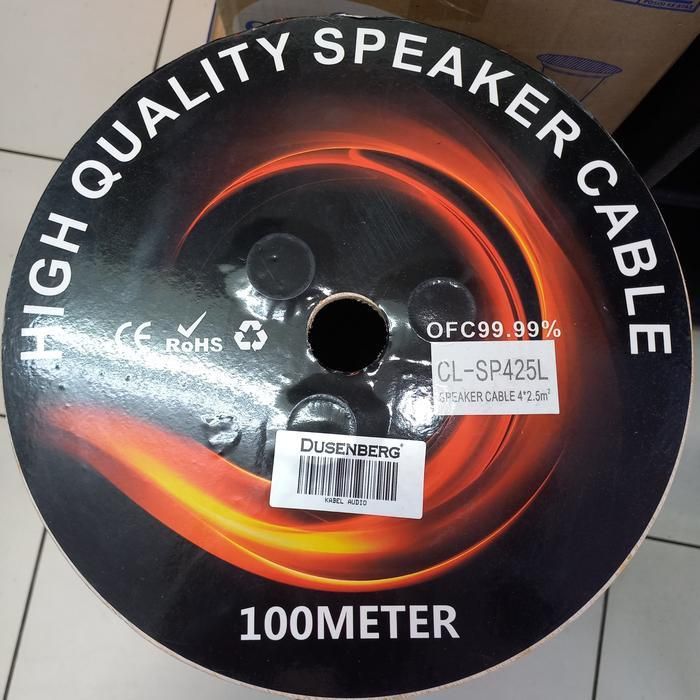 HIGH QUALITY SPEAKER CABLE
CE RoHS
OFC99.99%
CL-SP425L
SPEAKER CABLE 4*2.5m²
DUSENBERG®
KABEL AUDIO
100METER